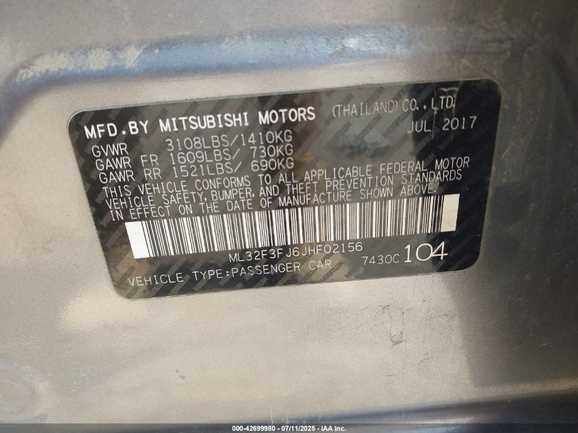 MFD.BY MITSUBISHI MOTORS (THAILAND)CO.,LTD.
JUL 2017
GVWR 3108LBS/1410KG
GAWR FR 1609LBS/ 730KG
GAWR RR 1521LBS/ 690KG
THIS VEHICLE CONFORMS TO ALL APPLICABLE FEDERAL MOTOR
VEHICLE SAFETY,BUMPER,AND THEFT PREVENTION STANDARDS
IN EFFECT ON THE DATE OF MANUFACTURE SHOWN ABOVE.
ML32F3FJ6JHF02156
VEHICLE TYPE:PASSENGER CAR 7430C 104
000-42699980 - 07/11/2025 - IAA Inc.